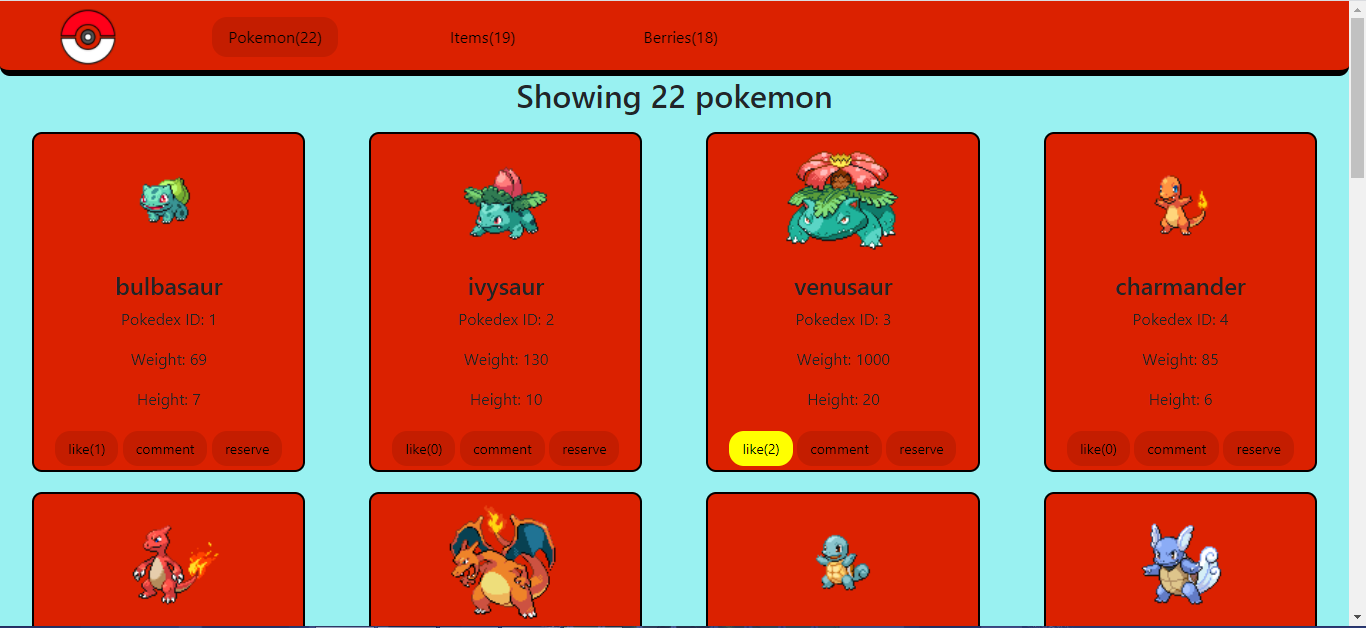 Pokemon(22) Items(19) Berries(18)
Showing 22 pokemon
bulbasaur ivysaur venusaur charmander
Pokedex ID: 1 Pokedex ID: 2 Pokedex ID: 3 Pokedex ID: 4
Weight: 69 Weight: 130 Weight: 1000 Weight: 85
Height: 7 Height: 10 Height: 20 Height: 6
like(1) comment reserve like(0) comment reserve like(2) comment reserve like(0) comment reserve